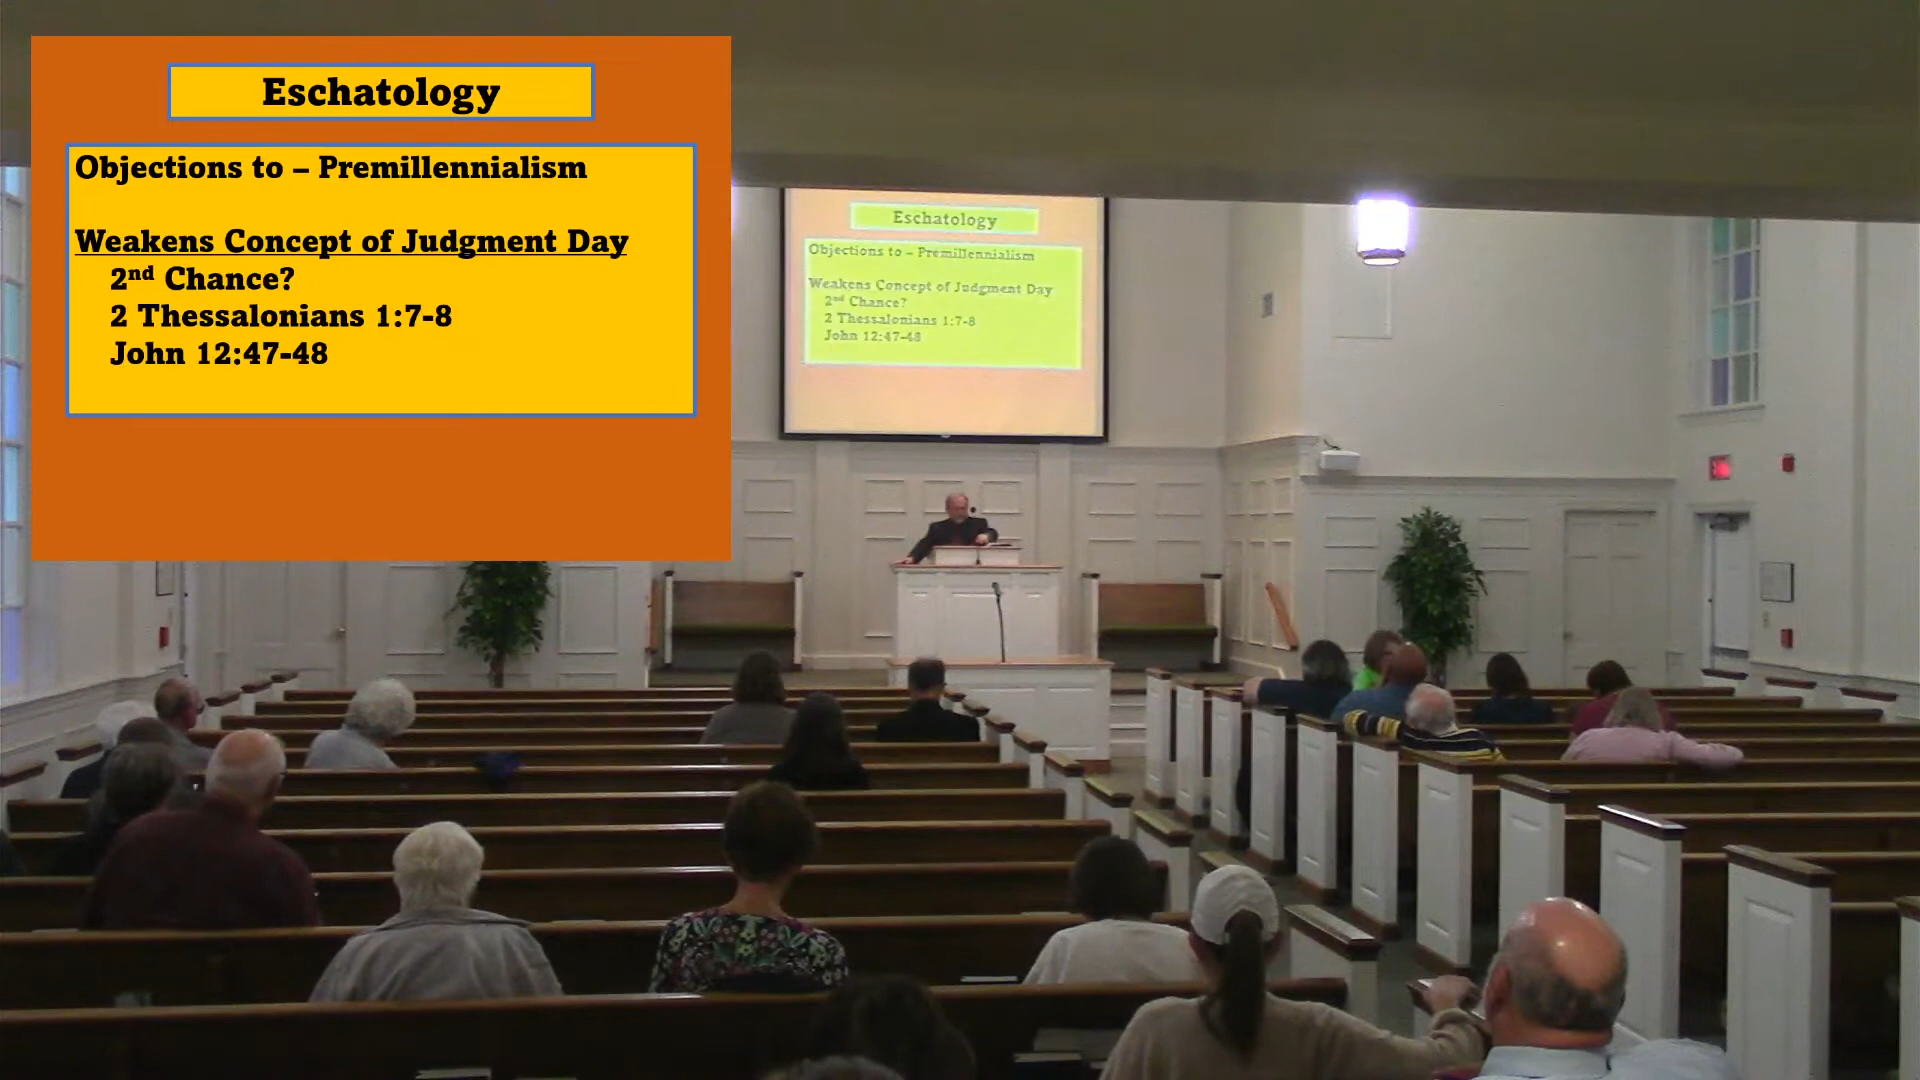 Eschatology
Objections to – Premillennialism
Weakens Concept of Judgment Day
2nd Chance?
2 Thessalonians 1:7-8
John 12:47-48
Eschatology
Objections to – Premillennialism
Weakens Concept of Judgment Day
2nd Chance?
2 Thessalonians 1:7-8
John 12:47-48